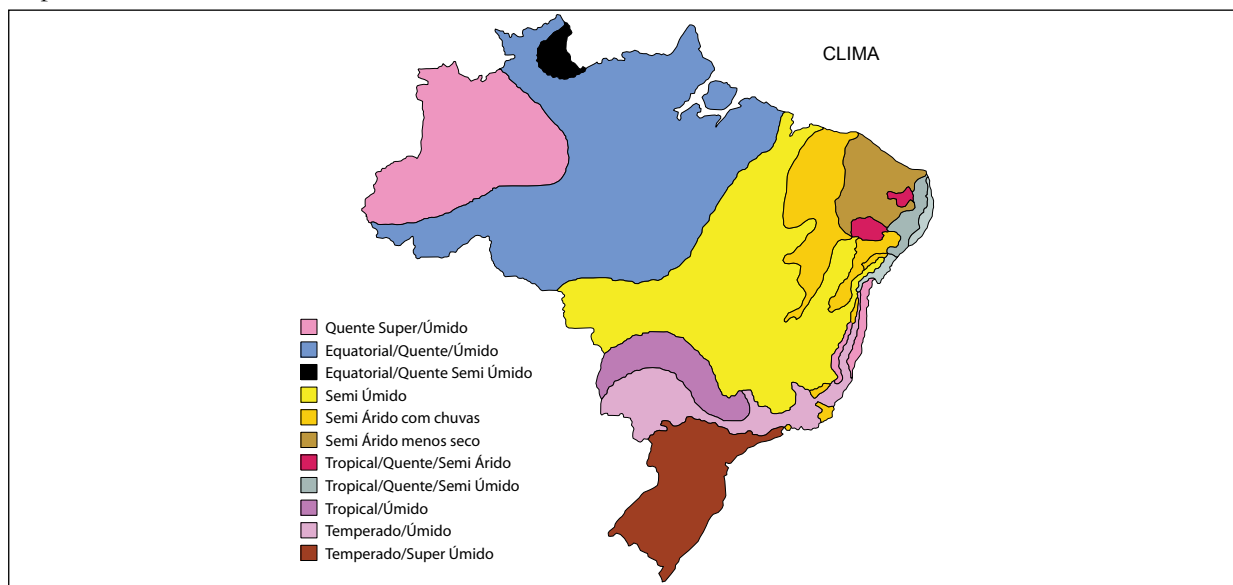 CLIMA
Quente Super/Úmido
Equatorial/Quente/Úmido
Equatorial/Quente Semi Úmido
Semi Úmido
Semi Árido com chuvas
Semi Árido menos seco
Tropical/Quente/Semi Árido
Tropical/Quente/Semi Úmido
Tropical/Úmido
Temperado/Úmido
Temperado/Super Úmido